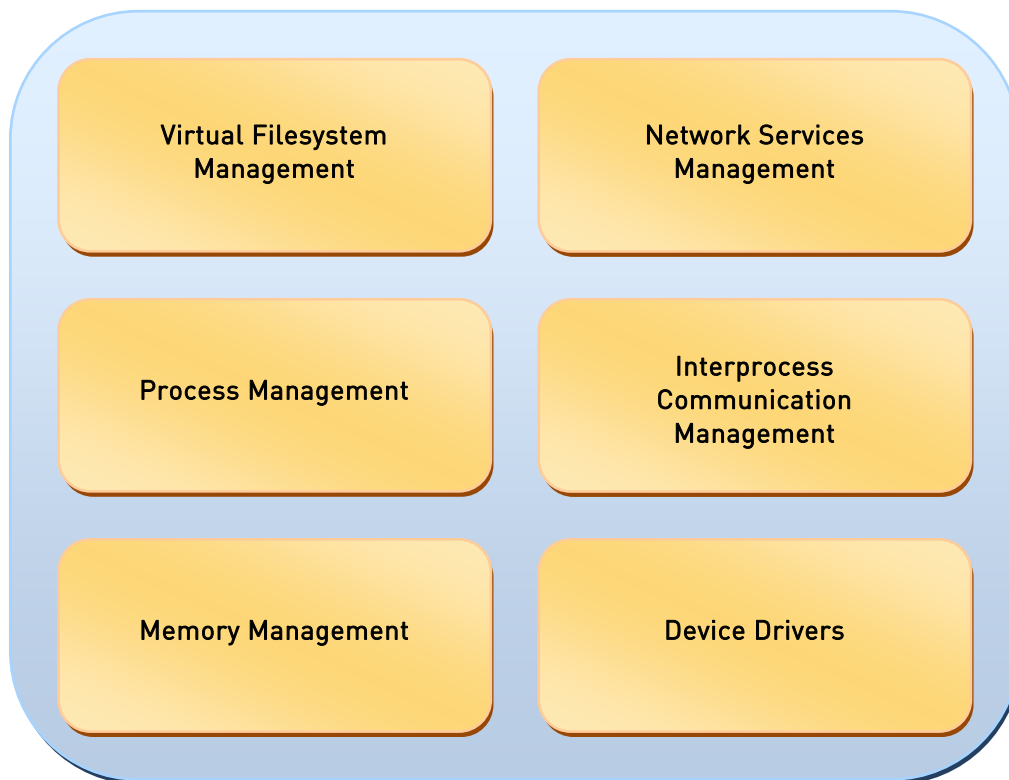 Virtual Filesystem
Management
Network Services
Management
Process Management
Interprocess
Communication
Management
Memory Management
Device Drivers